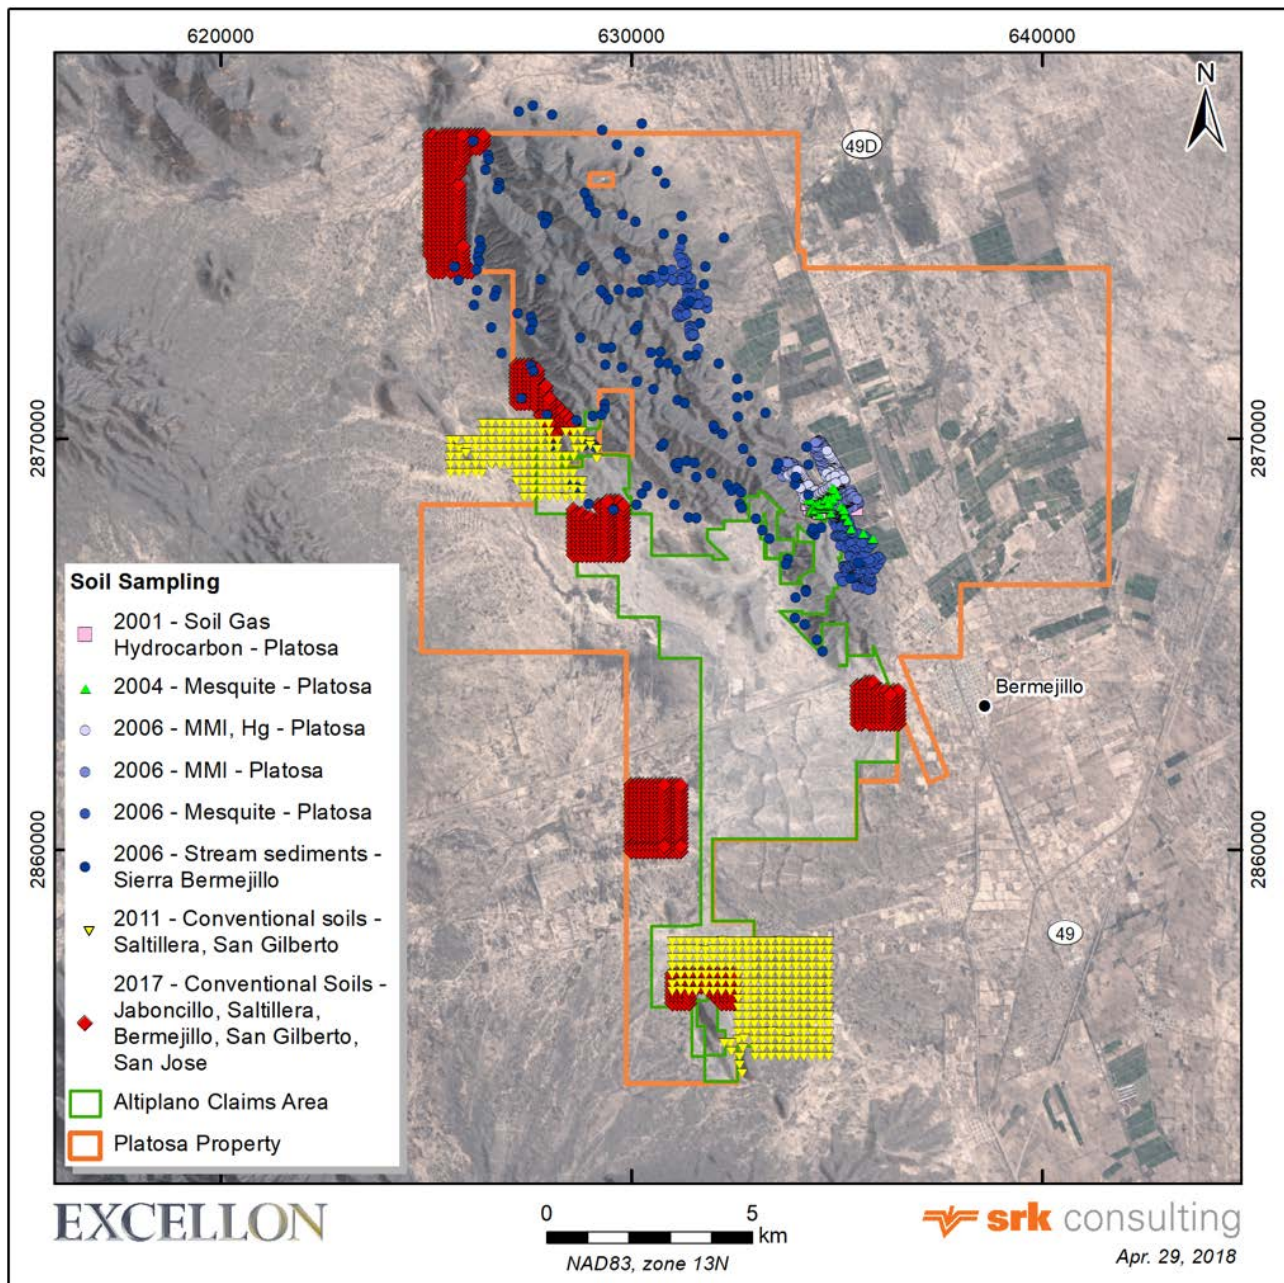 620000
630000
640000
N
49D
2870000
2870000
Soil Sampling
2001 - Soil Gas
Hydrocarbon - Platosa
2004 - Mesquite - Platosa
2006 - MMI, Hg - Platosa
2006 - MMI - Platosa
2006 - Mesquite - Platosa
2006 - Stream sediments -
Sierra Bermejillo
2011 - Conventional soils -
Saltillera, San Gilberto
2017 - Conventional Soils -
Jaboncillo, Saltillera,
Bermejillo, San Gilberto,
San Jose
Altiplano Claims Area
Platosa Property
Bermejillo
2860000
2860000
49
EXCELLON
0 5
km
NAD83, zone 13N
srk consulting
Apr. 29, 2018